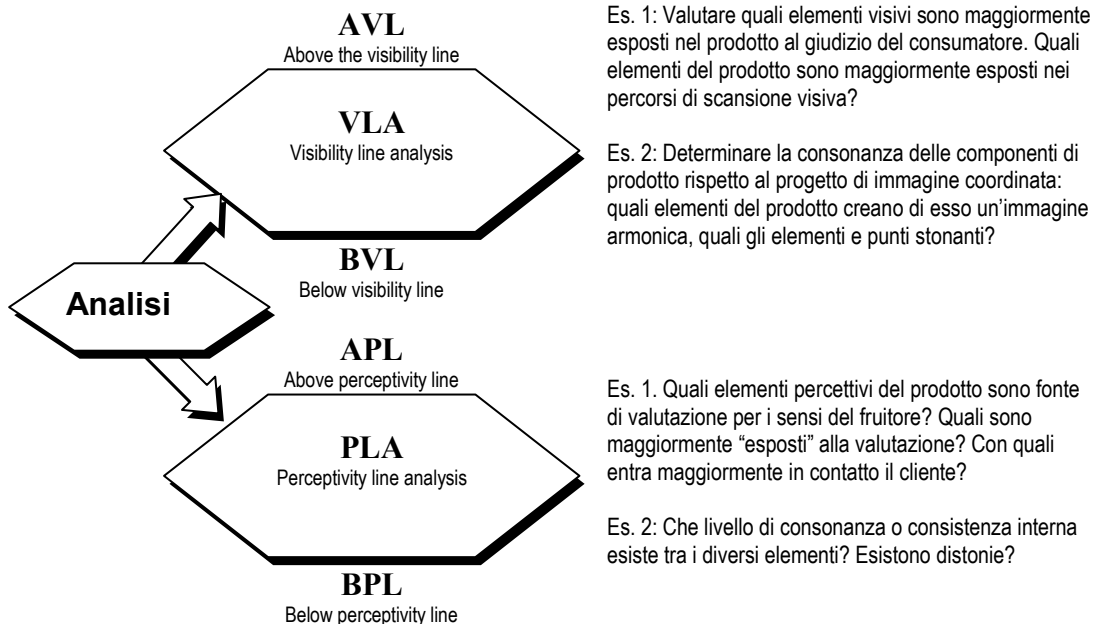 AVL
Above the visibility line
VLA
Visibility line analysis
BVL
Below visibility line
Analisi
APL
Above perceptivity line
PLA
Perceptivity line analysis
BPL
Below perceptivity line
Es. 1: Valutare quali elementi visivi sono maggiormente
esposti nel prodotto al giudizio del consumatore. Quali
elementi del prodotto sono maggiormente esposti nei
percorsi di scansione visiva?
Es. 2: Determinare la consonanza delle componenti di
prodotto rispetto al progetto di immagine coordinata:
quali elementi del prodotto creano di esso un’immagine
armonica, quali gli elementi e punti stonanti?
Es. 1. Quali elementi percettivi del prodotto sono fonte
di valutazione per i sensi del fruitore? Quali sono
maggiormente “esposti” alla valutazione? Con quali
entra maggiormente in contatto il cliente?
Es. 2: Che livello di consonanza o consistenza interna
esiste tra i diversi elementi? Esistono distonie?